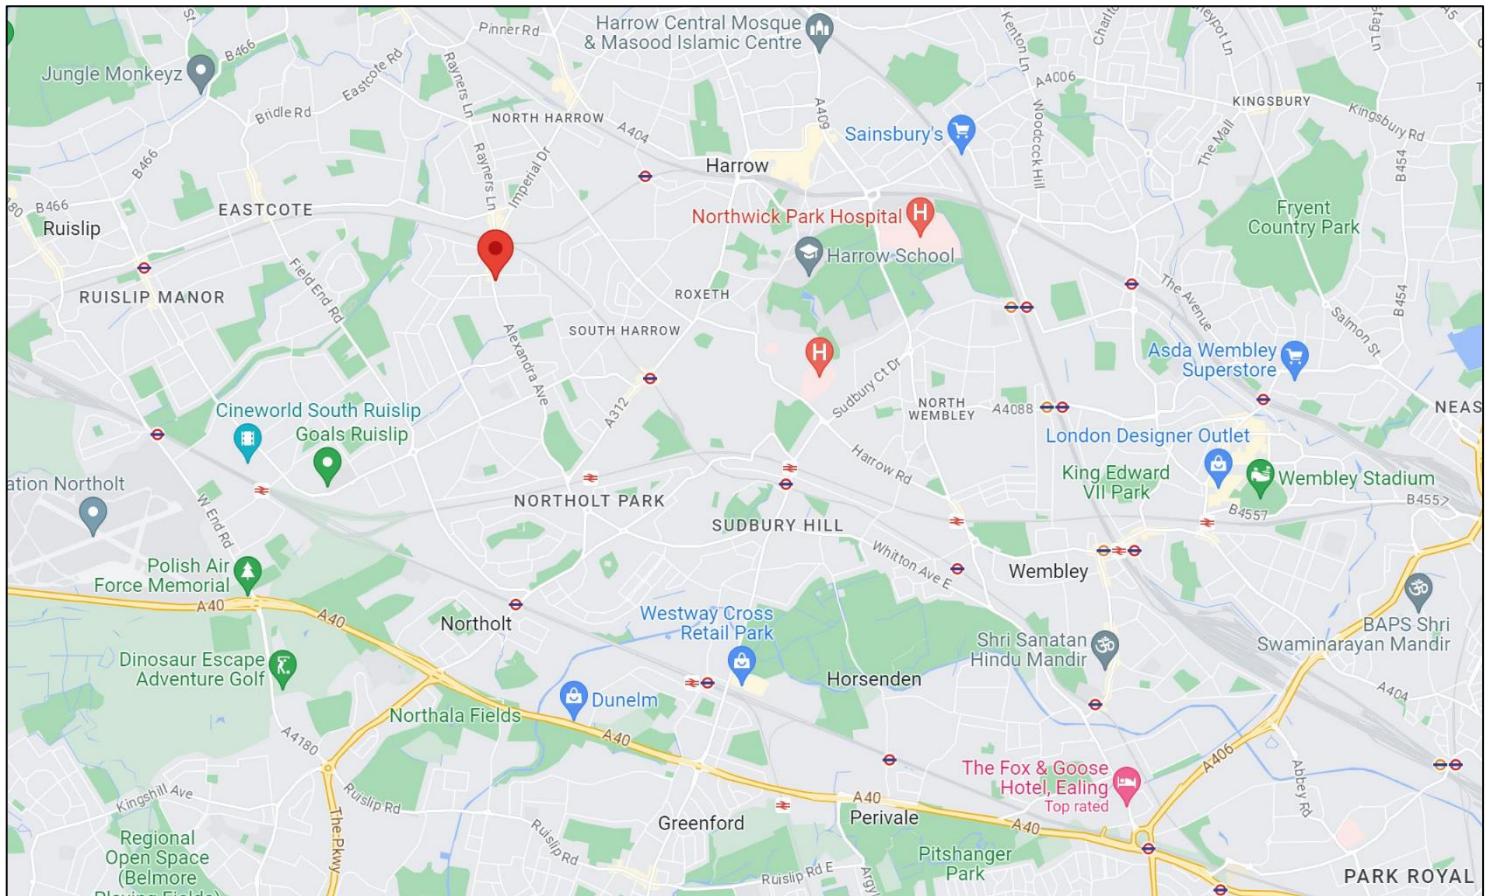 Pinner Rd
Harrow Central Mosque
& Masood Islamic Centre
Kenton Ln
A5
St
B466
Jungle Monkeyz
Eastcote Rd
Rayners Ln
A4006
KINGSBURY
Kingsbury Rd
Bridle Rd
NORTH HARROW
A404
A409
Sainsbury's
Woodcock Hill
The Mall
B466
Rayners Ln
Imperial Dr
Harrow
B454
B466
EASTCOTE
Ruislip
Northwick Park Hospital
H
Fryent
Country Park
Harrow School
Field End Rd
RUISLIP MANOR
ROXETH
The Avenue
B454
SOUTH HARROW
Salmon St
Alexandra Ave
H
Asda Wembley
Superstore
Sudbury Ct Dr
NORTH
WEMBLEY
A4088
A312
NEAS
Cineworld South Ruislip
Goals Ruislip
London Designer Outlet
Harrow Rd
King Edward
VII Park
Wembley Stadium
ation Northolt
NORTHOLT PARK
B4557
B4557
W End Rd
SUDBURY HILL
Whitton Ave E
Polish Air
Force Memorial
Wembley
A40
A40
Northolt
Westway Cross
Retail Park
BAPS Shri
Swaminarayan Mandir
Shri Sanatan
Hindu Mandir
Dinosaur Escape
Adventure Golf
Horsenden
A404
Dunelm
Northala Fields
A40
A4180
A406
The Fox & Goose
Hotel, Ealing
Top rated
Abbey Rd
Kingshill Ave
Ruislip Rd
The Pkwy
A40
Perivale
Greenford
A40
Ruislip Rd
Regional
Open Space
(Belmore
Playing Fields)
Pitshanger
Park
Ruislip Rd E
Argy
PARK ROYAL